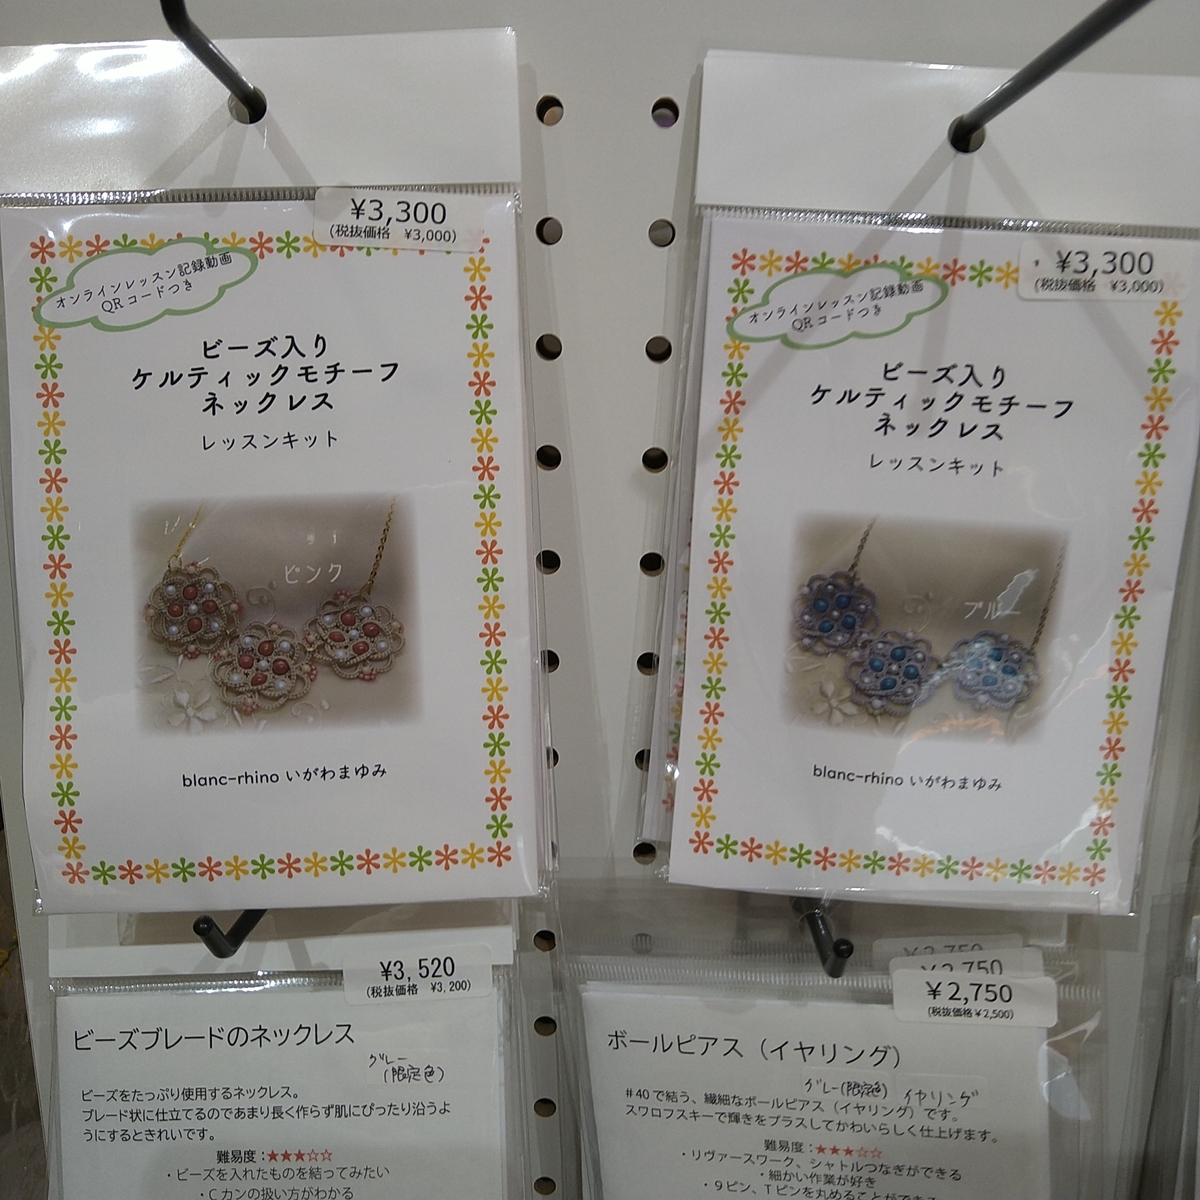 ¥3,300
(税抜価格 ¥3,000)
オンラインレッスン記録動画
QRコードつき
ビーズ入り
ケルティックモチーフ
ネックレス
レッスンキット
ピンク
blanc-rhino いがわまゆみ
¥3,300
(税抜価格 ¥3,000)
オンラインレッスン記録動画
QRコードつき
ビーズ入り
ケルティックモチーフ
ネックレス
レッスンキット
ブルー
blanc-rhino いがわまゆみ
¥3,520
(税抜価格 ¥3,200)
ビーズブレードのネックレス
グレー
(限定色)
ビーズをたっぷり使用するネックレス。
ブレード状に仕立てるのであまり長く作らず肌にぴったり沿うよ
うにするときれいです。
難易度:★★★☆☆
・ビーズを入れたものを結ってみたい
・Cカンの扱い方がわかる
¥2,750
¥2,750
¥2,750
(税抜価格¥2,500)
ボールピアス(イヤリング)
グレー(限定色) イヤリング
#40で結う、繊細なボールピアス(イヤリング)です。
スワロフスキーで輝きをプラスしてかわいらしく仕上げます。
難易度:★★★☆☆
・リヴァースワーク、シャトルつなぎができる
・細かい作業が好き
・9ピン、Tピンを丸めることができる